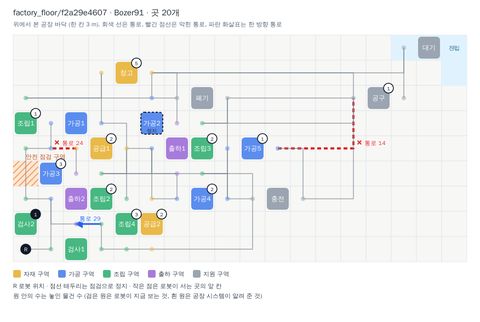 factory_floor/f2a29e4607 · Bozer91 · 곳 20개
위에서 본 공장 바닥 (한 칸 3 m). 회색 선은 통로, 빨간 점선은 막힌 통로, 파란 화살표는 한 방향 통로
대기
진입
창고
5
공구
1
폐기
조립1
1
가공1
가공2
공급1
2
출하1
조립3
2
가공5
1
✕ 통로 24
✕ 통로 14
안전 점검 구역
가공3
1
출하2
조립2
2
가공4
2
충전
검사2
1
통로 29
조립4
3
공급2
2
R
검사1
자재 구역
가공 구역
조립 구역
출하 구역
지원 구역
R 로봇 위치 · 점선 테두리는 점검으로 정지 · 작은 점은 로봇이 서는 곳의 앞 칸
원 안의 수는 놓인 물건 수 (검은 원은 로봇이 지금 보는 것, 흰 원은 공장 시스템이 알려 준 것)